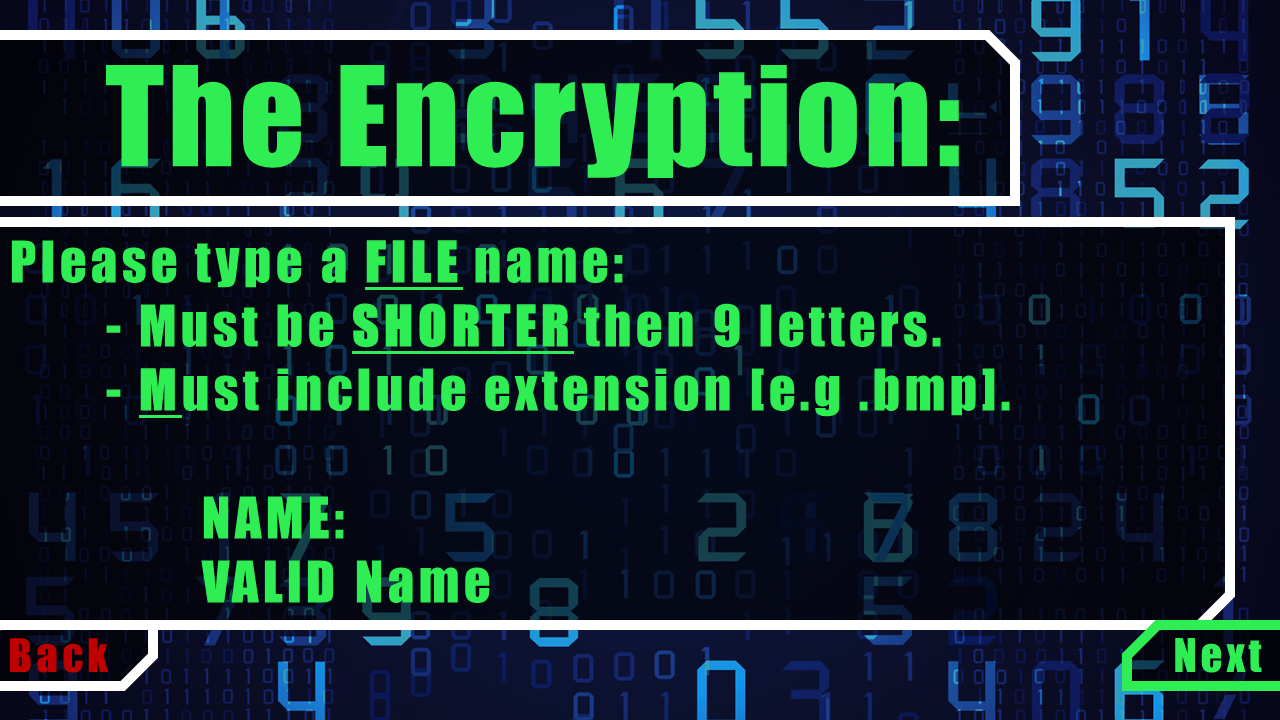 The Encryption:
Please type a FILE name:
- Must be SHORTER then 9 letters.
- Must include extension [e.g .bmp].
NAME:
VALID Name
Back
Next